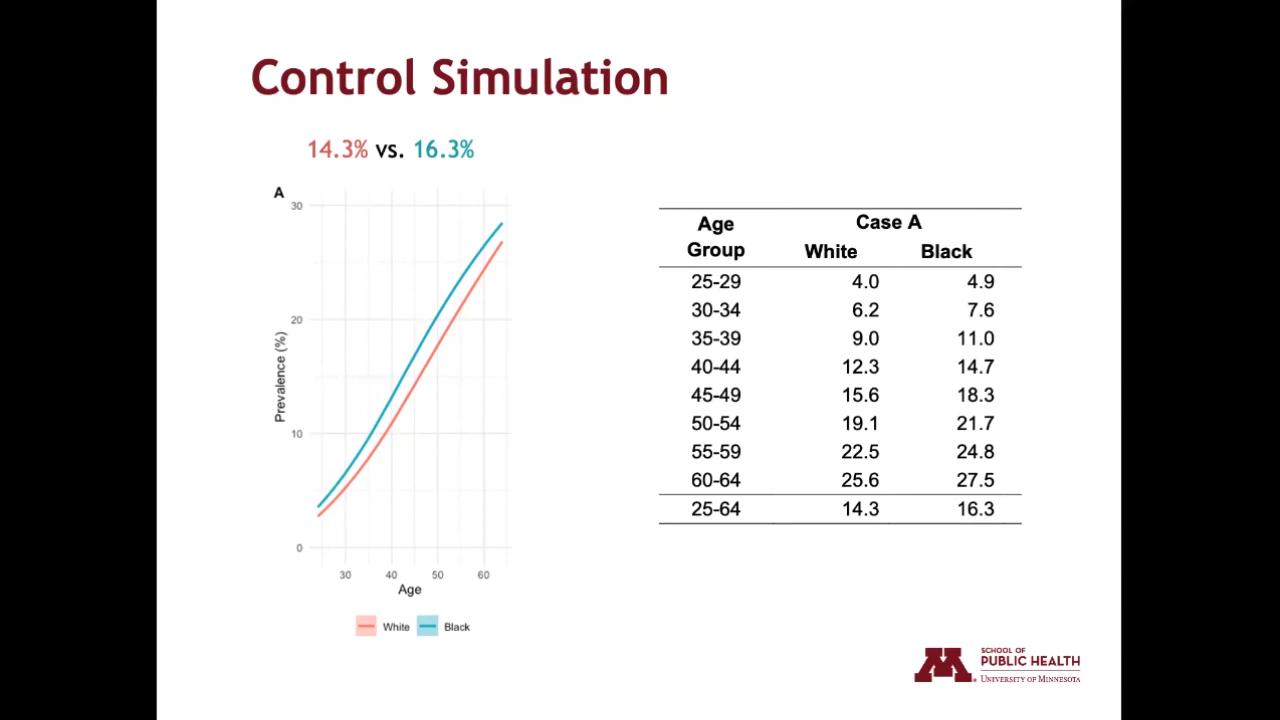 Control Simulation
14.3% vs. 16.3%
A
30
20
10
0
Prevalence (%)
30 40 50 60
Age
White Black
Age Group Case A
White Black
25-29 4.0 4.9
30-34 6.2 7.6
35-39 9.0 11.0
40-44 12.3 14.7
45-49 15.6 18.3
50-54 19.1 21.7
55-59 22.5 24.8
60-64 25.6 27.5
25-64 14.3 16.3
M
SCHOOL OF
PUBLIC HEALTH
UNIVERSITY OF MINNESOTA